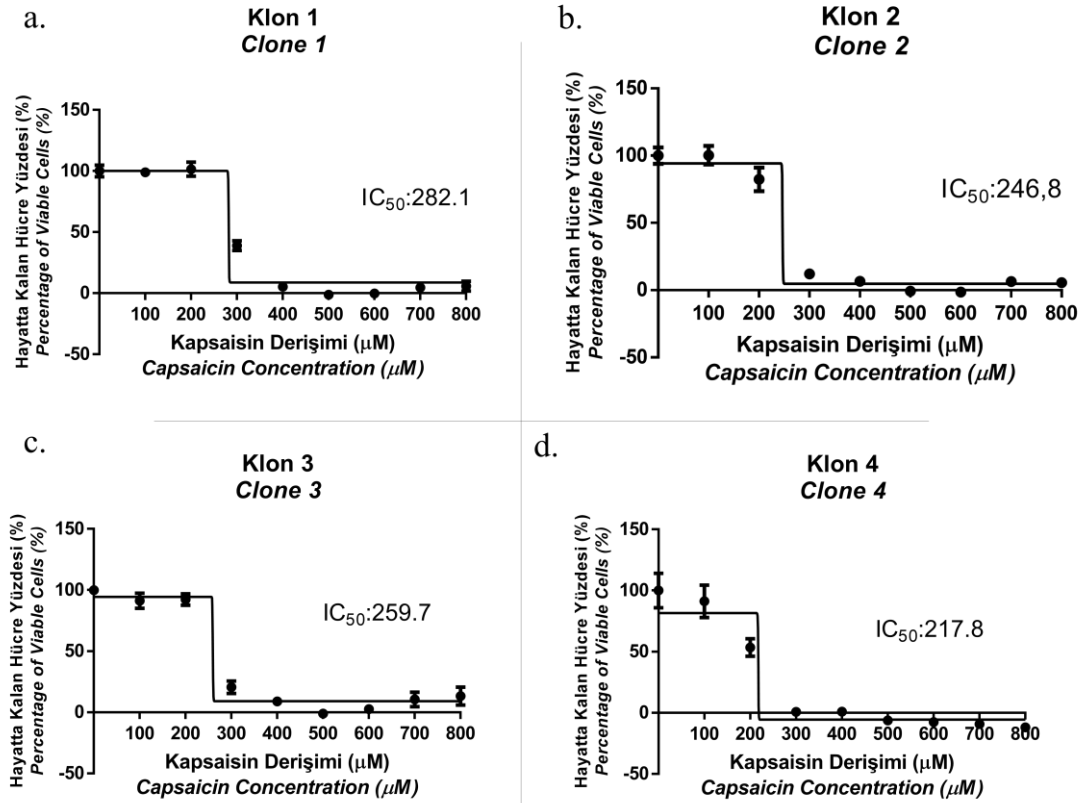 a.
Klon 1
Clone 1
Hayatta Kalan Hücre Yüzdesi (%)
Percentage of Viable Cells (%)
150
100
50
0
-50
IC50:282.1
100 200 300 400 500 600 700 800
Kapsaisin Derişimi (μM)
Capsaicin Concentration (μM)
b.
Klon 2
Clone 2
Hayatta Kalan Hücre Yüzdesi (%)
Percentage of Viable Cells (%)
150
100
50
0
-50
IC50:246,8
100 200 300 400 500 600 700 800
Kapsaisin Derişimi (μM)
Capsaicin Concentration (μM)
c.
Klon 3
Clone 3
Hayatta Kalan Hücre Yüzdesi (%)
Percentage of Viable Cells (%)
150
100
50
0
-50
IC50:259.7
100 200 300 400 500 600 700 800
Kapsaisin Derişimi (μM)
Capsaicin Concentration (μM)
d.
Klon 4
Clone 4
Hayatta Kalan Hücre Yüzdesi (%)
Percentage of Viable Cells (%)
150
100
50
0
-50
IC50:217.8
100 200 300 400 500 600 700 800
Kapsaisin Derişimi (μM)
Capsaicin Concentration (μM)